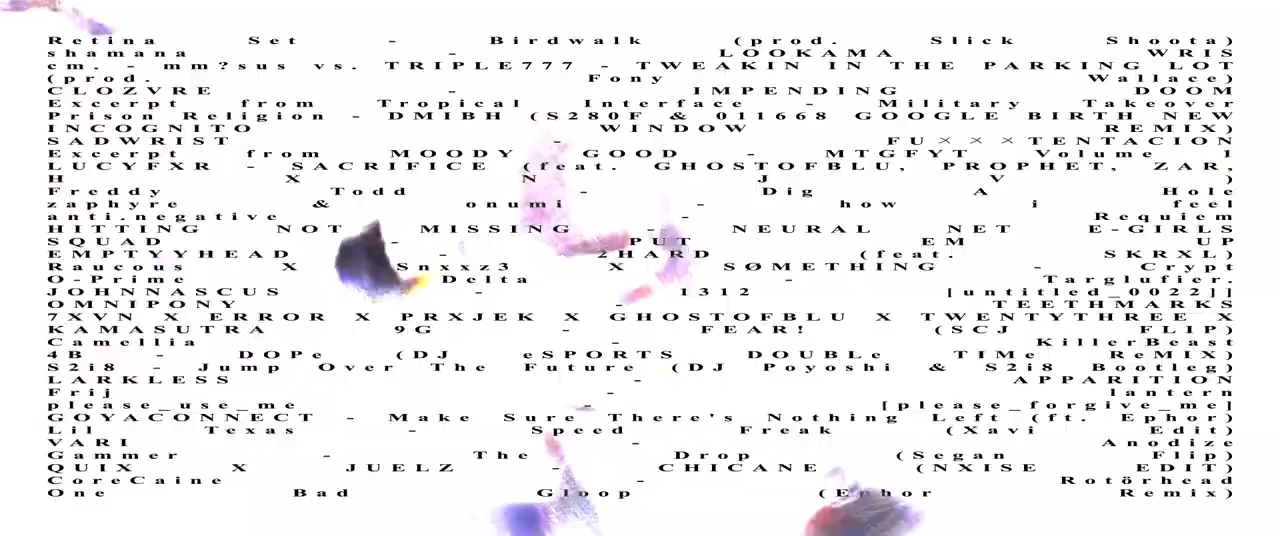 Retina Set - Birdwalk (prod. Slick Shoota)
shamana - LOOKAMA WRIS
cm. - mm?sus vs. TRIPLE777 - TWEAKIN IN THE PARKING LOT
(prod. Fony Wallace)
CLOZVRE - IMPENDING DOOM
Excerpt from Tropical Interface - Military Takeover
Prison Religion - DMIBH (S280F & 011668 GOOGLE BIRTH NEW
INCOGNITO WINDOW REMIX)
SADWRIST - FU×××TENTACION
Excerpt from MOODY GOOD - MTGFYT Volume 1
LUCYFXR - SACRIFICE (feat. GHOSTOFBLU, PROPHET, ZAR,
H X N J V )
Freddy Todd - Dig A Hole
zaphyre & onumi - how i feel
anti.negative - Requiem
HITTING NOT MISSING - NEURAL NET E-GIRLS
SQUAD - PUT EM UP
EMPTYYHEAD - 2HARD (feat. SKRXL)
Raucous X Snxxz3 X SØMETHING - Crypt
O-Prime Delta - Targlufier.
JOHNNASCUS - 1312 [untitled_0022]]
OMNIPONY - TEETHMARKS
7XVN X ERROR X PRXJEK X GHOSTOFBLU X TWENTYTHREE X
KAMASUTRA 9G - FEAR! (SCJ FLIP)
Camellia - KillerBeast
4B - DOPe (DJ eSPORTS DOUBLe TIMe ReMIX)
S2i8 - Jump Over The Future (DJ Poyoshi & S2i8 Bootleg)
LARKLESS - APPARITION
Frij - lantern
please_use_me - [please_forgive_me]
GOYACONNECT - Make Sure There's Nothing Left (ft. Ephor)
Lil Texas - Speed Freak (Xavi Edit)
VARI - Anodize
Gammer - The Drop (Segan Flip)
QUIX X JUELZ - CHICANE (NXISE EDIT)
CoreCaine - Rotörhead
One Bad Gloop (Ephor Remix)